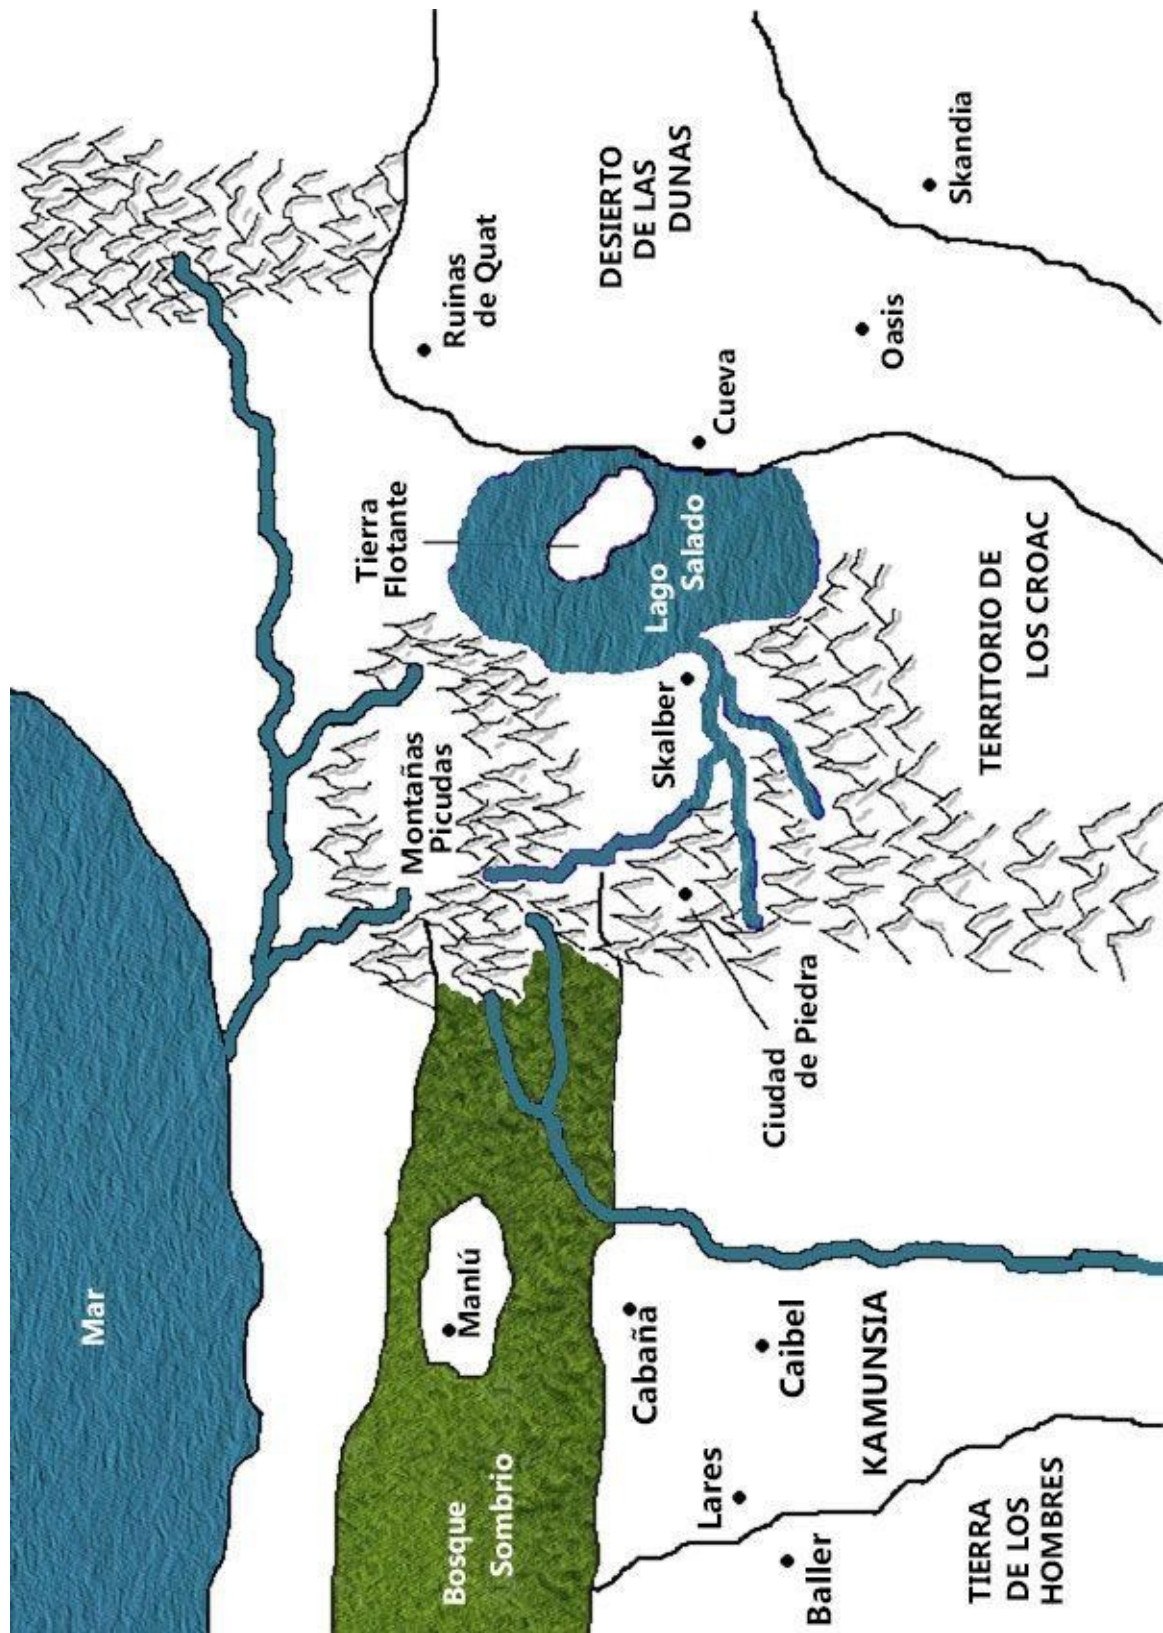 Mar
Bosque
Sombrio
Manlú
Montañas
Picudas
Tierra
Flotante
Ruinas
de Quat
Cabaña
Lares
Caibel
Baller
KAMUNSIA
TIERRA
DE LOS
HOMBRES
Ciudad
de Piedra
Skalber
Lago
Salado
Cueva
DESIERTO
DE LAS
DUNAS
Oasis
Skandia
TERRITORIO DE
LOS CROAC